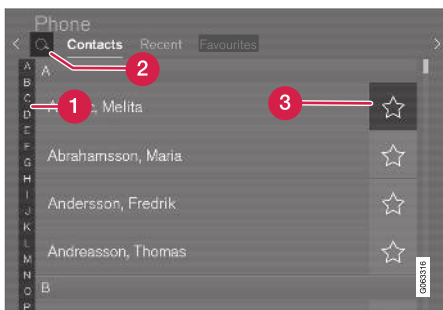 Phone
Contacts Recent Favourites
2
A
B
C
D
E
F
G
H
I
J
K
L
M
N
O
P
A
1
Melita
3
Abrahamsson, Maria
Andersson, Fredrik
Andreasson, Thomas
B
G063316